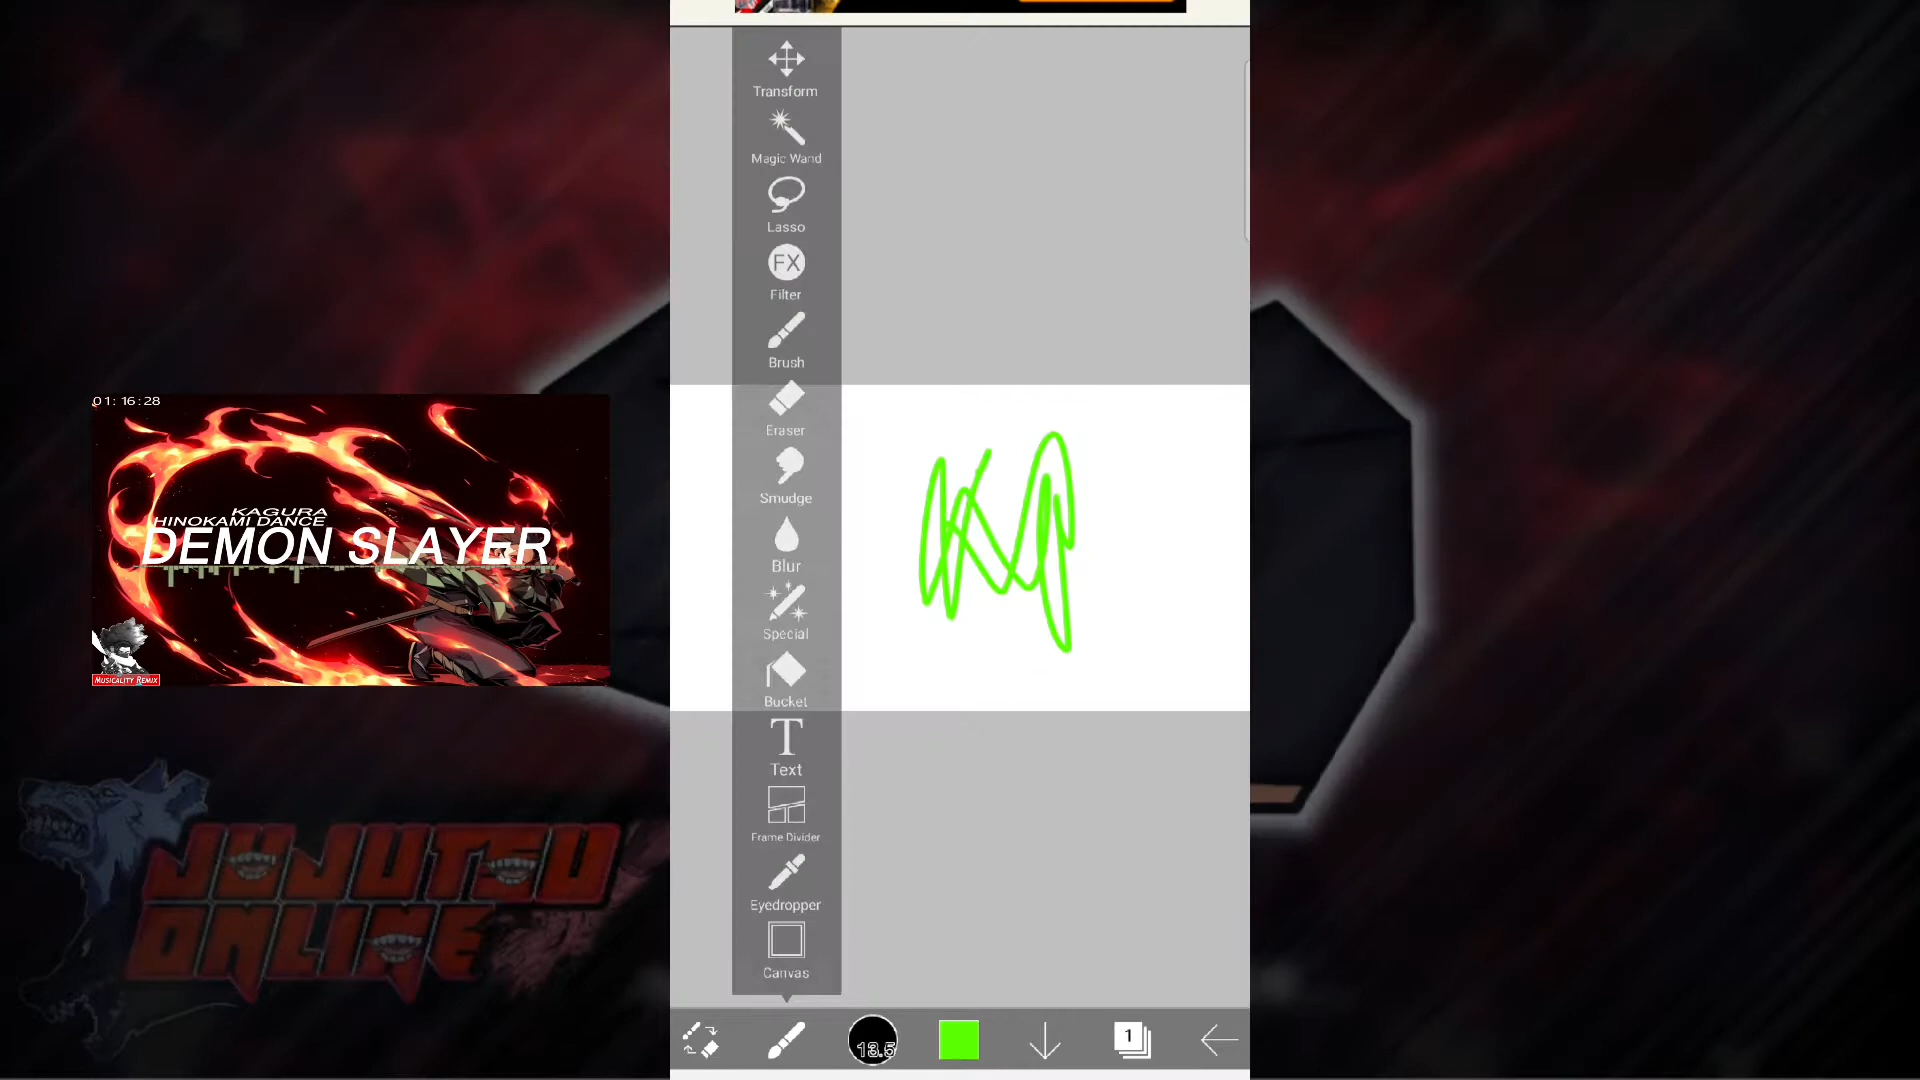 Transform
Magic Wand
Lasso
FX
Filter
Brush
Eraser
Smudge
Blur
Special
Bucket
T
Text
Frame Divider
Eyedropper
Canvas
13.5
1
01:16:28
KAGURA
HINOKAMI DANCE
DEMON SLAYER
MUSICALITY REMIX
JUJUTSU
ONLINE